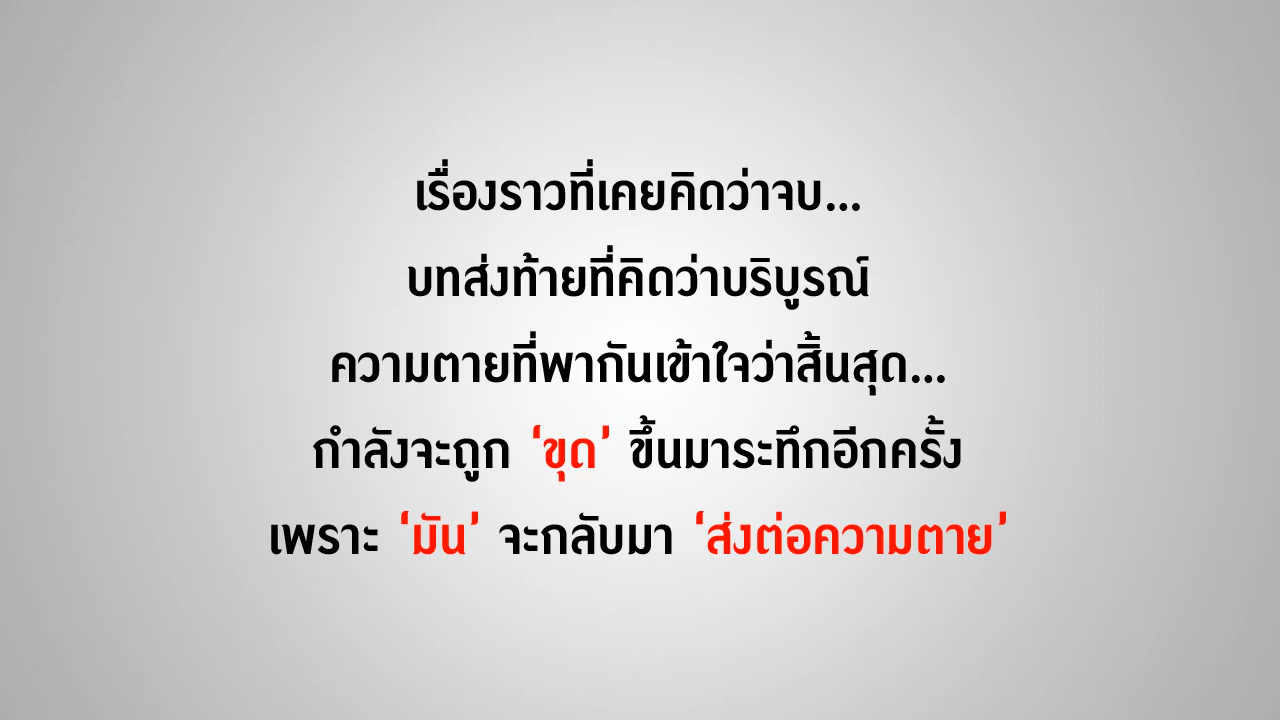 เรื่องราวที่เคยคิดว่าจบ...
บทส่งท้ายที่คิดว่าบริบูรณ์
ความตายที่พากันเข้าใจว่าสิ้นสุด...
กำลังจะถูก ‘ขุด’ ขึ้นมาระทึกอีกครั้ง
เพราะ ‘มัน’ จะกลับมา ‘ส่งต่อความตาย’